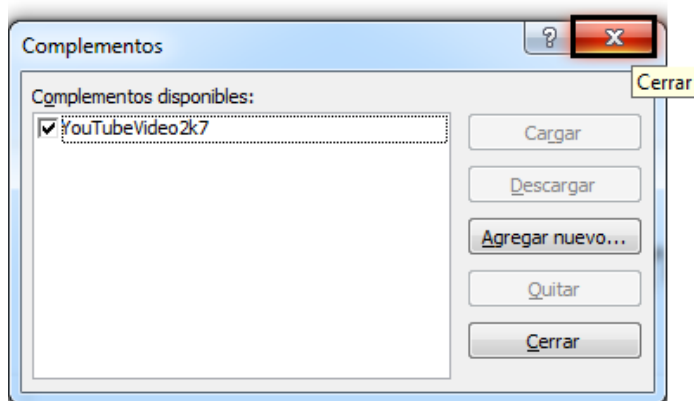 Complementos
?
X
Cerrar
Complementos disponibles:
YouTubeVideo2k7
Cargar
Descargar
Agregar nuevo...
Quitar
Cerrar